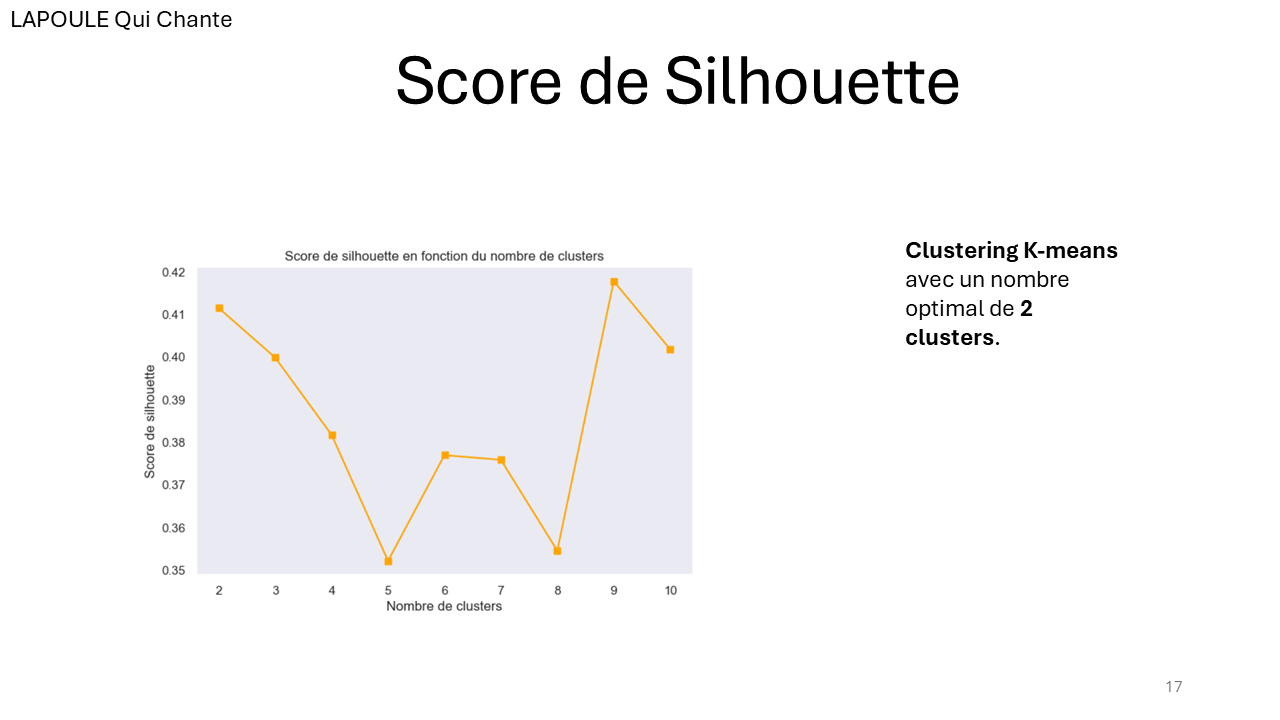 LAPOULE Qui Chante
Score de Silhouette
Score de silhouette en fonction du nombre de clusters
0.42
0.41
0.40
0.39
0.38
0.37
0.36
0.35
Score de silhouette
2 3 4 5 6 7 8 9 10
Nombre de clusters
Clustering K-means
avec un nombre
optimal de 2
clusters.
17